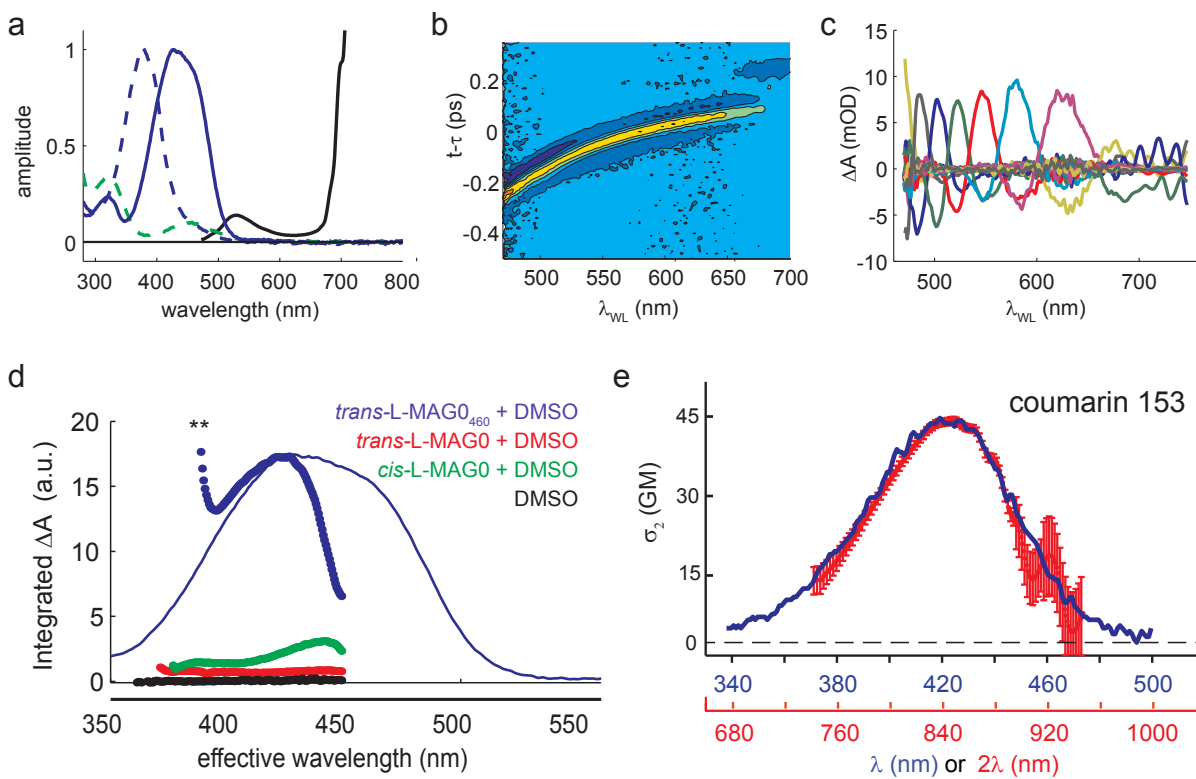 a
1
0.5
0
amplitude
300 400 500 600 700 800
wavelength (nm)
b
0.2
0
-0.2
-0.4
t-τ (ps)
500 550 600 650 700
λWL (nm)
c
15
10
5
0
-5
-10
ΔA (mOD)
500 600 700
λWL (nm)
d
20
15
10
5
0
Integrated ΔA (a.u.)
**
trans-L-MAG0460 + DMSO
trans-L-MAG0 + DMSO
cis-L-MAG0 + DMSO
DMSO
350 400 450 500 550
effective wavelength (nm)
e
coumarin 153
45
30
15
0
σ2 (GM)
340 380 420 460 500
680 760 840 920 1000
λ (nm) or 2λ (nm)